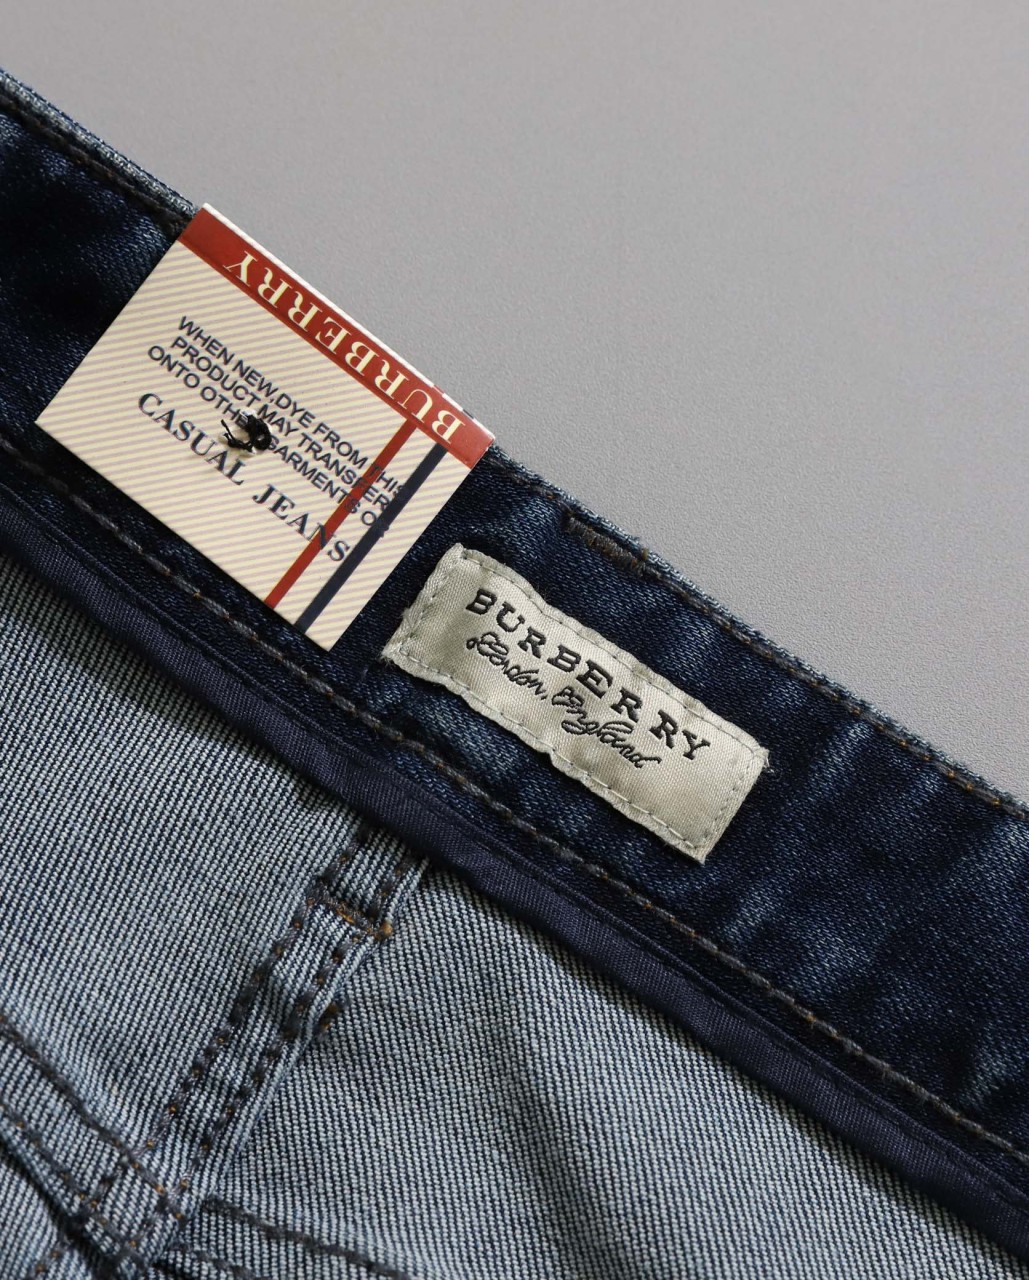 BURBERRY
WHEN NEW,DYE FROM THIS
PRODUCT MAY TRANSFER
ONTO OTHER GARMENTS OR
CASUAL JEANS
BURBERRY
London, England